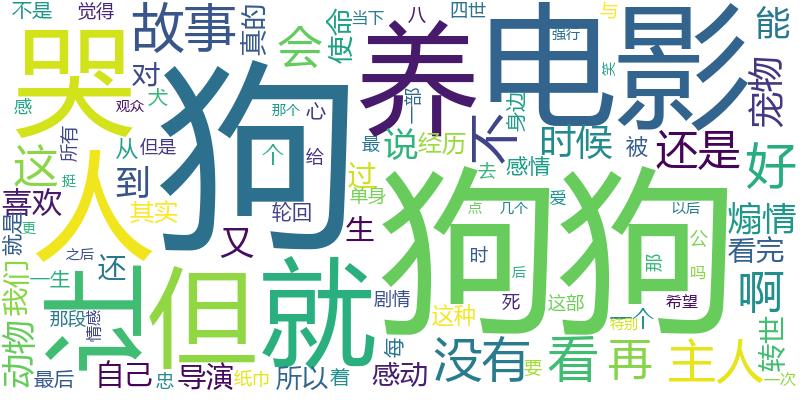 不是
觉得
故事
真的
会
使命
当下
八
四世
养
电影
强行
与
笑
能
哭
对
狗
犬
那个
心
一部
不
身边
宠物
感
观众
所有
从
但是
个
给
最
说
经历
时候
被
还是
好
这
人
到
过
去
感情
挺
喜欢
其实
轮回
单身
狗狗
爱
煽情
更
就是
又
生
点
几个
以后
公
看完
之后
让
还
但
就
时
后
那
吗
啊
一生
我们
那段
情感
剧情
死
这种
这部
一个
特别
希望
转世
动物
最后
自己
忠
导演
纸巾
所以
着
每
感动
没有
要
看
再
主人
一次